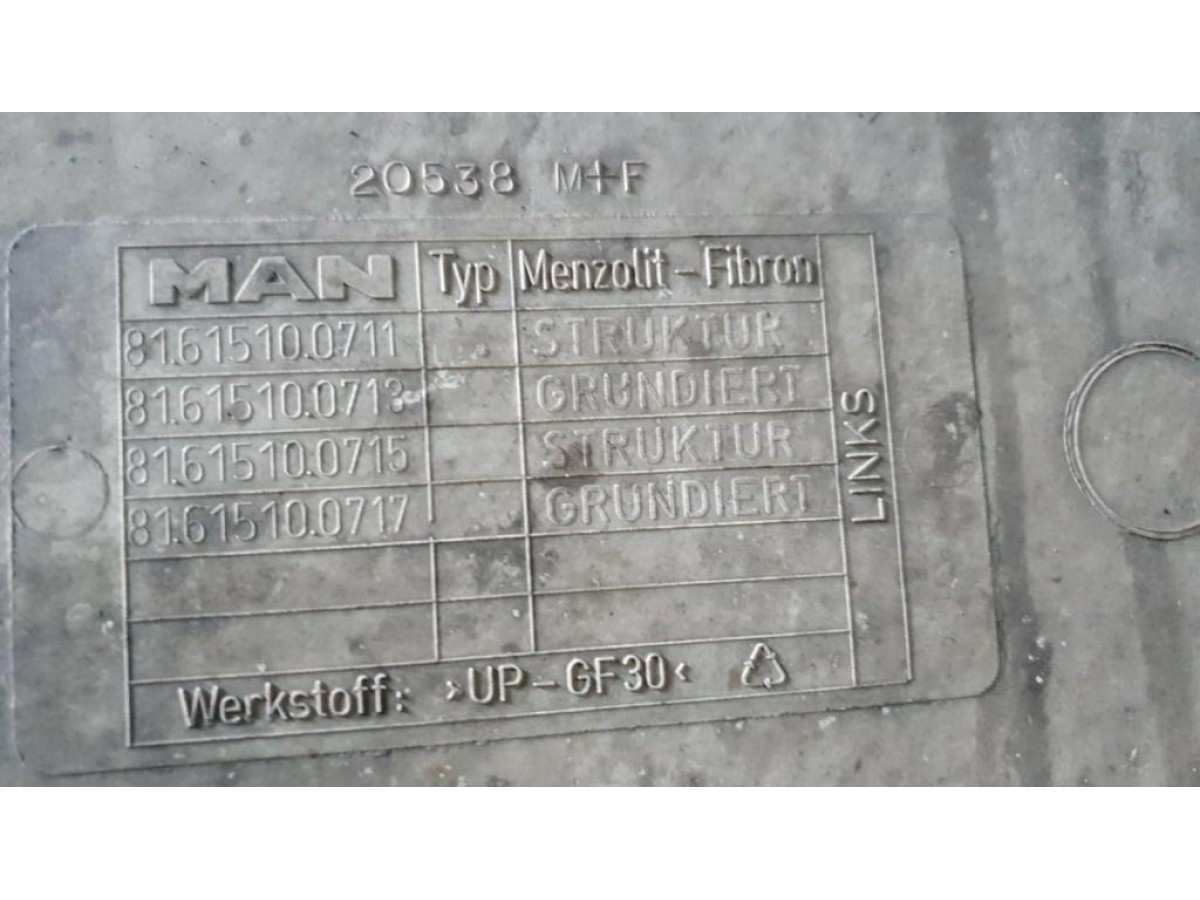 20538 M+F
MAN Typ Menzolit-Fibron
81.61510.0711 STRUKTUR
81.61510.0713 GRUNDIERT
81.61510.0715 STRUKTUR
81.61510.0717 GRUNDIERT
LINKS
Werkstoff: >UP-GF30<